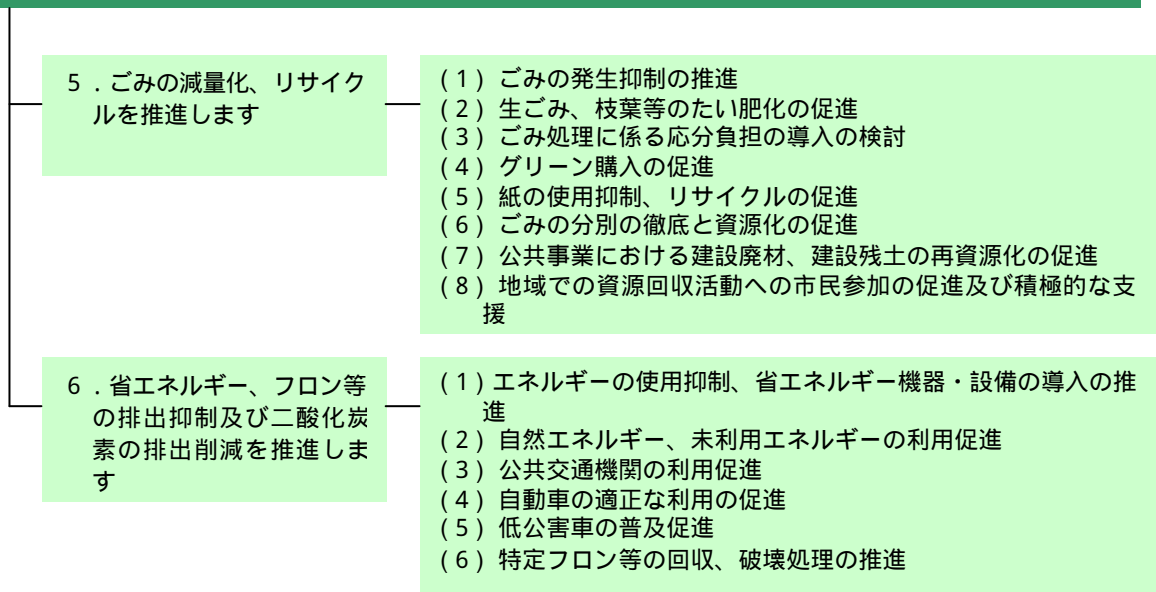 5．ごみの減量化、リサイク
ルを推進します
(1) ごみの発生抑制の推進
(2) 生ごみ、枝葉等のたい肥化の促進
(3) ごみ処理に係る応分負担の導入の検討
(4) グリーン購入の促進
(5) 紙の使用抑制、リサイクルの促進
(6) ごみの分別の徹底と資源化の促進
(7) 公共事業における建設廃材、建設残土の再資源化の促進
(8) 地域での資源回収活動への市民参加の促進及び積極的な支
援
6．省エネルギー、フロン等
の排出抑制及び二酸化炭
素の排出削減を推進しま
す
(1) エネルギーの使用抑制、省エネルギー機器・設備の導入の推
進
(2) 自然エネルギー、未利用エネルギーの利用促進
(3) 公共交通機関の利用促進
(4) 自動車の適正な利用の促進
(5) 低公害車の普及促進
(6) 特定フロン等の回収、破壊処理の推進